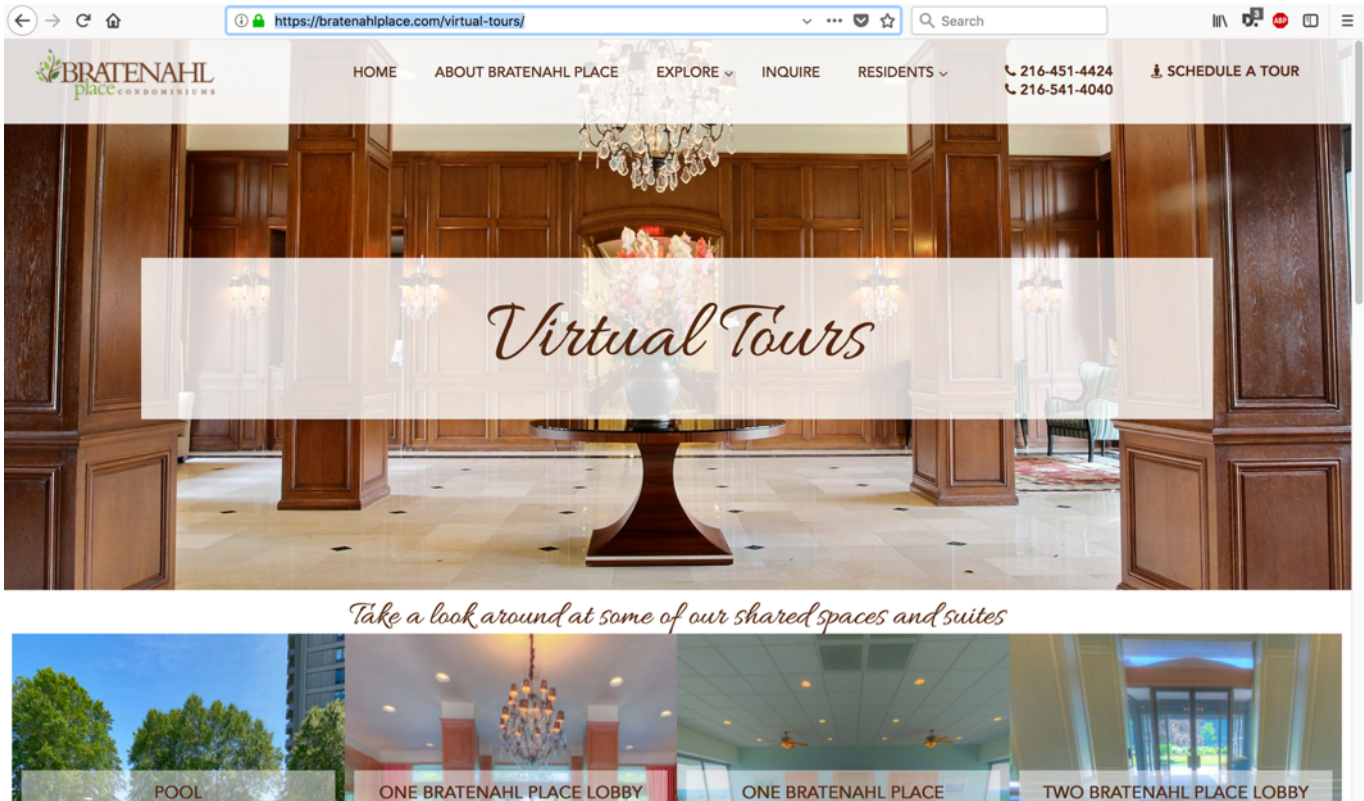 https://bratenahlplace.com/virtual-tours/
Search
3
ABP
BRATENAHL
place CONDOMINIUMS
HOME
ABOUT BRATENAHL PLACE
EXPLORE
INQUIRE
RESIDENTS
216-451-4424
216-541-4040
SCHEDULE A TOUR
Virtual Tours
Take a look around at some of our shared spaces and suites
POOL
ONE BRATENAHL PLACE LOBBY
ONE BRATENAHL PLACE
TWO BRATENAHL PLACE LOBBY